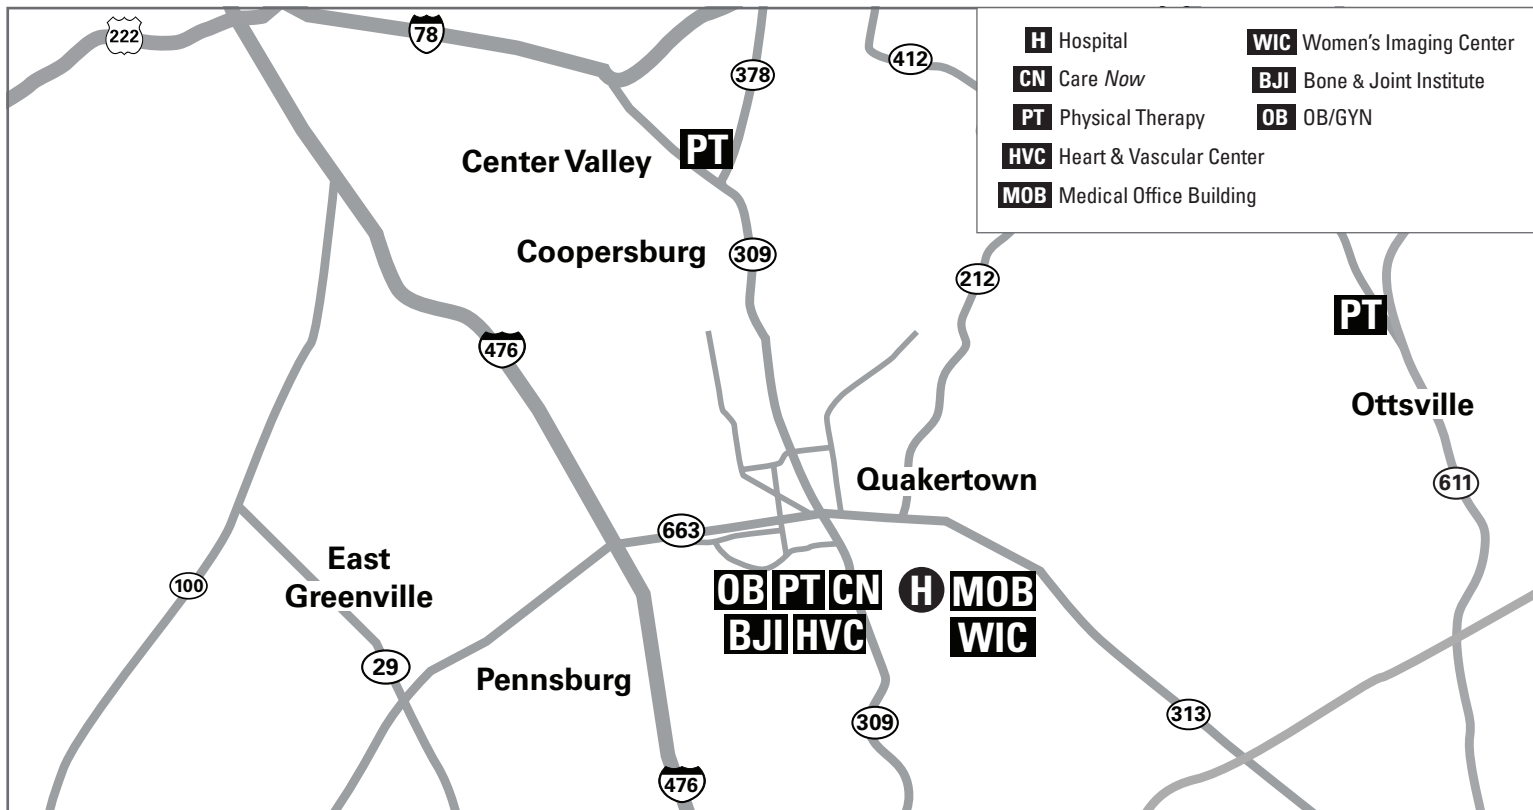 222
78
378
412
H Hospital
CN Care Now
PT Physical Therapy
HVC Heart & Vascular Center
MOB Medical Office Building
WIC Women's Imaging Center
BJI Bone & Joint Institute
OB OB/GYN
Center Valley
PT
Coopersburg
309
212
PT
476
Ottsville
Quakertown
611
663
East
Greenville
100
OB PT CN
BJI HVC
H
MOB
WIC
29
Pennsburg
309
313
476